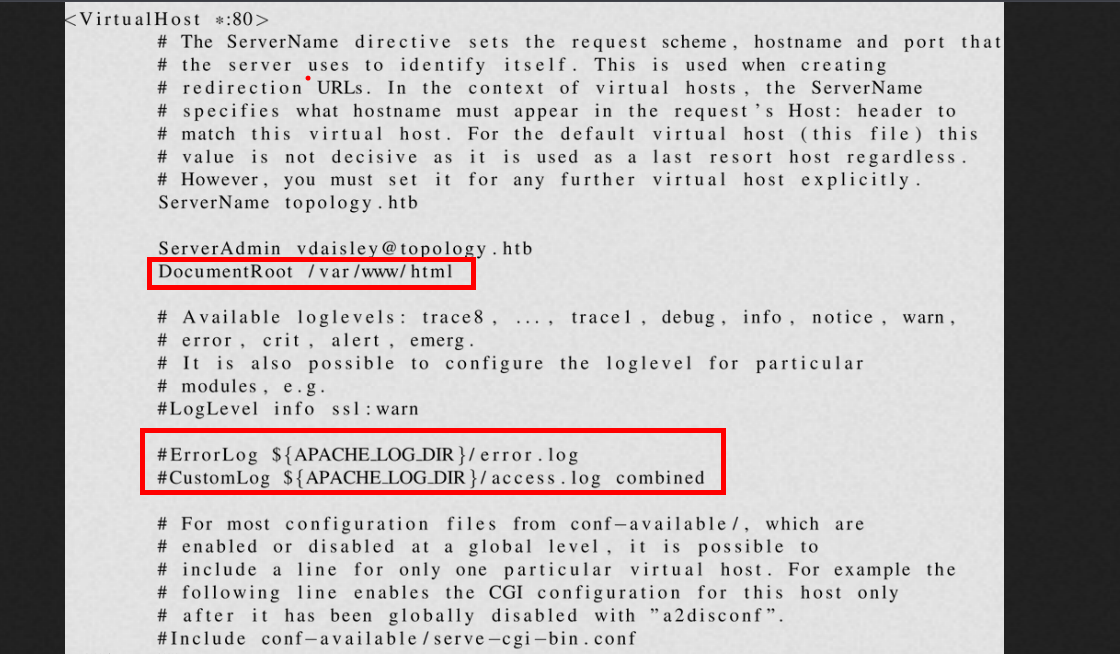 <VirtualHost *:80>
# The ServerName directive sets the request scheme, hostname and port that
# the server uses to identify itself. This is used when creating
# redirection URLs. In the context of virtual hosts, the ServerName
# specifies what hostname must appear in the request's Host: header to
# match this virtual host. For the default virtual host (this file) this
# value is not decisive as it is used as a last resort host regardless.
# However, you must set it for any further virtual host explicitly.
ServerName topology.htb
ServerAdmin vdaisley@topology.htb
DocumentRoot /var/www/html
# Available loglevels: trace8, ..., trace1, debug, info, notice, warn,
# error, crit, alert, emerg.
# It is also possible to configure the loglevel for particular
# modules, e.g.
#LogLevel info ssl:warn
#ErrorLog ${APACHE_LOG_DIR}/error.log
#CustomLog ${APACHE_LOG_DIR}/access.log combined
# For most configuration files from conf−available/, which are
# enabled or disabled at a global level, it is possible to
# include a line for only one particular virtual host. For example the
# following line enables the CGI configuration for this host only
# after it has been globally disabled with ”a2disconf”.
#Include conf−available/serve−cgi−bin.conf